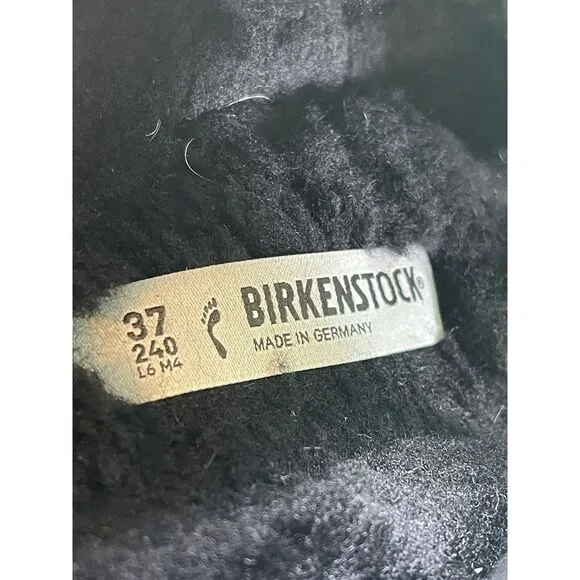 37
240
L6 M4
BIRKENSTOCK®
MADE IN GERMANY